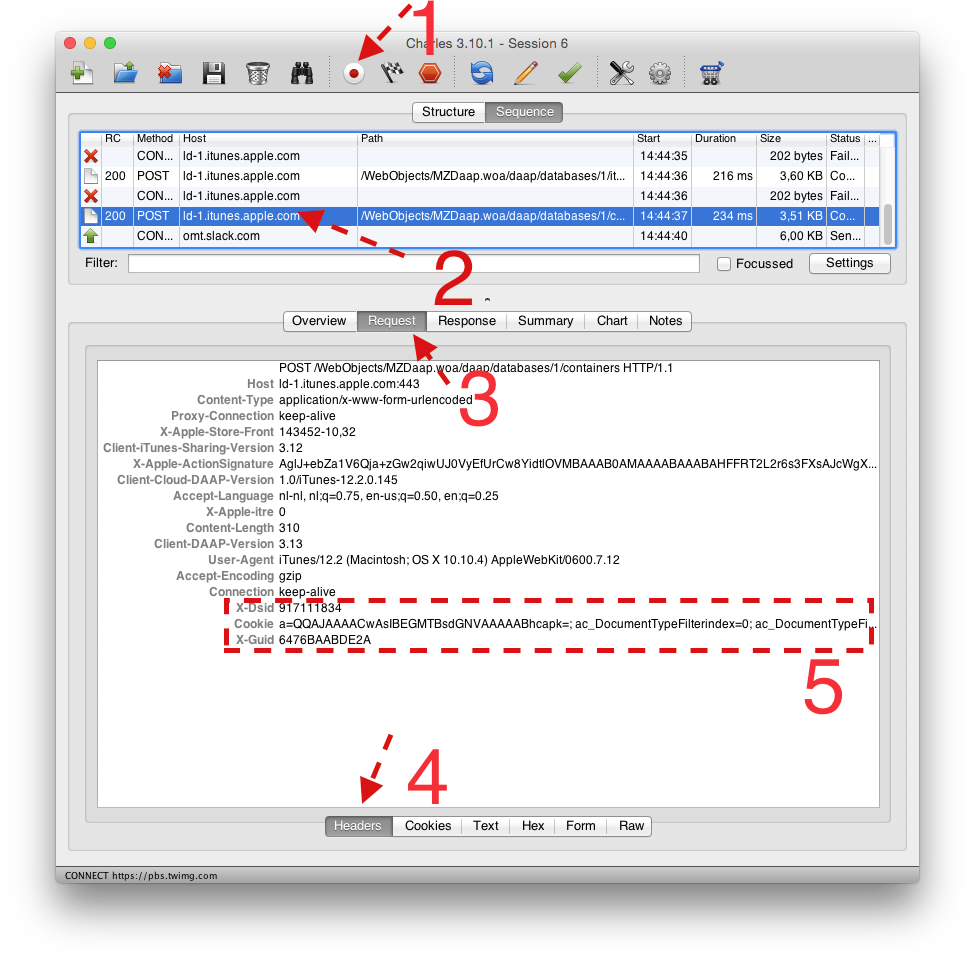 1
Charles 3.10.1 - Session 6
Structure Sequence
RC Method Host Path Start Duration Size Status ...
CON... ld-1.itunes.apple.com 14:44:35 202 bytes Fail...
200 POST ld-1.itunes.apple.com /WebObjects/MZDaap.woa/daap/databases/1/it... 14:44:36 216 ms 3,60 KB Co...
CON... ld-1.itunes.apple.com 14:44:36 202 bytes Fail...
200 POST ld-1.itunes.apple.com /WebObjects/MZDaap.woa/daap/databases/1/c... 14:44:37 234 ms 3,51 KB Co...
CON... omt.slack.com 14:44:40 6,00 KB Sen...
Filter: Focussed Settings
2
Overview Request Response Summary Chart Notes
3
POST /WebObjects/MZDaap.woa/daap/databases/1/containers HTTP/1.1
Host ld-1.itunes.apple.com:443
Content-Type application/x-www-form-urlencoded
Proxy-Connection keep-alive
X-Apple-Store-Front 143452-10,32
Client-iTunes-Sharing-Version 3.12
X-Apple-ActionSignature AglJ+ebZa1V6Qja+zGw2qiwUJ0VyEfUrCw8YidtlOVMBAAAB0AMAAAABAAABAHFFRT2L2r6s3FXsAJcWgX...
Client-Cloud-DAAP-Version 1.0/iTunes-12.2.0.145
Accept-Language nl-nl, nl;q=0.75, en-us;q=0.50, en;q=0.25
X-Apple-itre 0
Content-Length 310
Client-DAAP-Version 3.13
User-Agent iTunes/12.2 (Macintosh; OS X 10.10.4) AppleWebKit/0600.7.12
Accept-Encoding gzip
Connection keep-alive
X-Dsid 917111834
Cookie a=QQAJAAAACwAsIBEGMTBsdGNVAAAAABhcapk=; ac_DocumentTypeFilterindex=0; ac_DocumentTypeFi...
X-Guid 6476BAABDE2A
5
4
Headers Cookies Text Hex Form Raw
CONNECT https://pbs.twimg.com